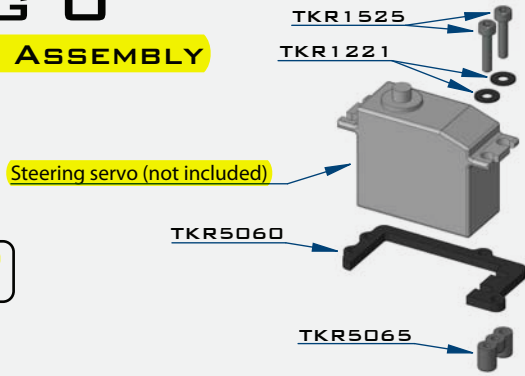 ASSEMBLY
TKR1525
TKR1221
Steering servo (not included)
TKR5060
TKR5065